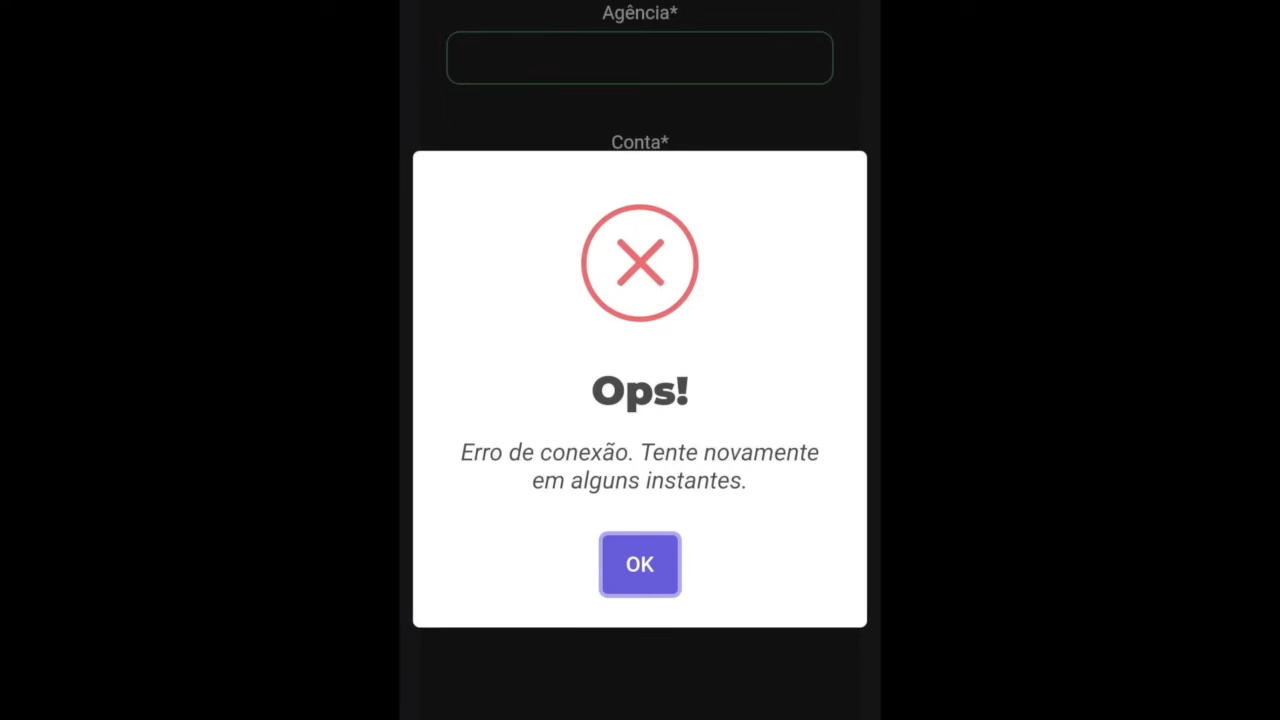 Agência*
Conta*
Ops!
Erro de conexão. Tente novamente
em alguns instantes.
OK